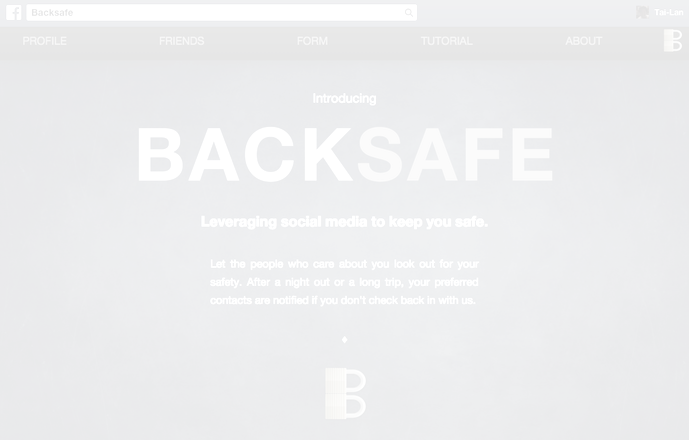 Backsafe
Tal-Lee
PROFILE FRIENDS FORM TUTORIAL ABOUT
Introducing
BACKSAFE
Leveraging social media to keep you safe.
Let the people who care about you look out for your
safety. After a night out or a long trip, your preferred
contacts are notified if you don't check back in with us.